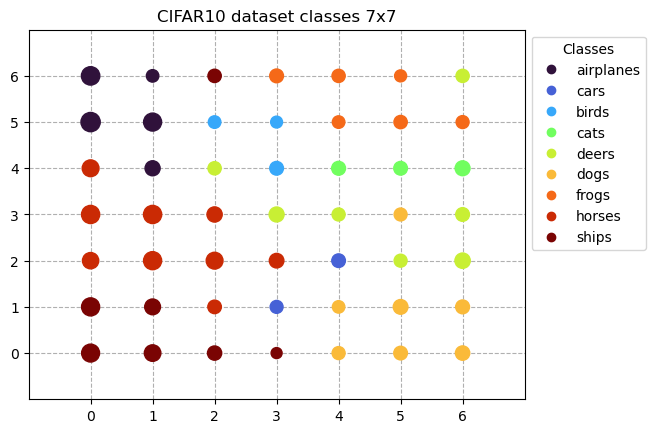 CIFAR10 dataset classes 7x7
Classes
airplanes
cars
birds
cats
deers
dogs
frogs
horses
ships
6
5
4
3
2
1
0
0 1 2 3 4 5 6